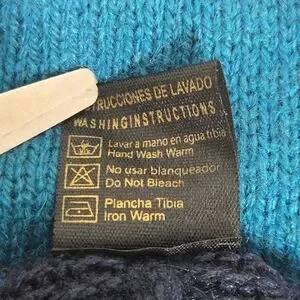 TRUCCIONES DE LAVADO
WASHINGINSTRUCTIONS
Lavar a mano en agua tibia
Hand Wash Warm
No usar blanqueador
Do Not Bleach
Plancha Tibia
Iron Warm